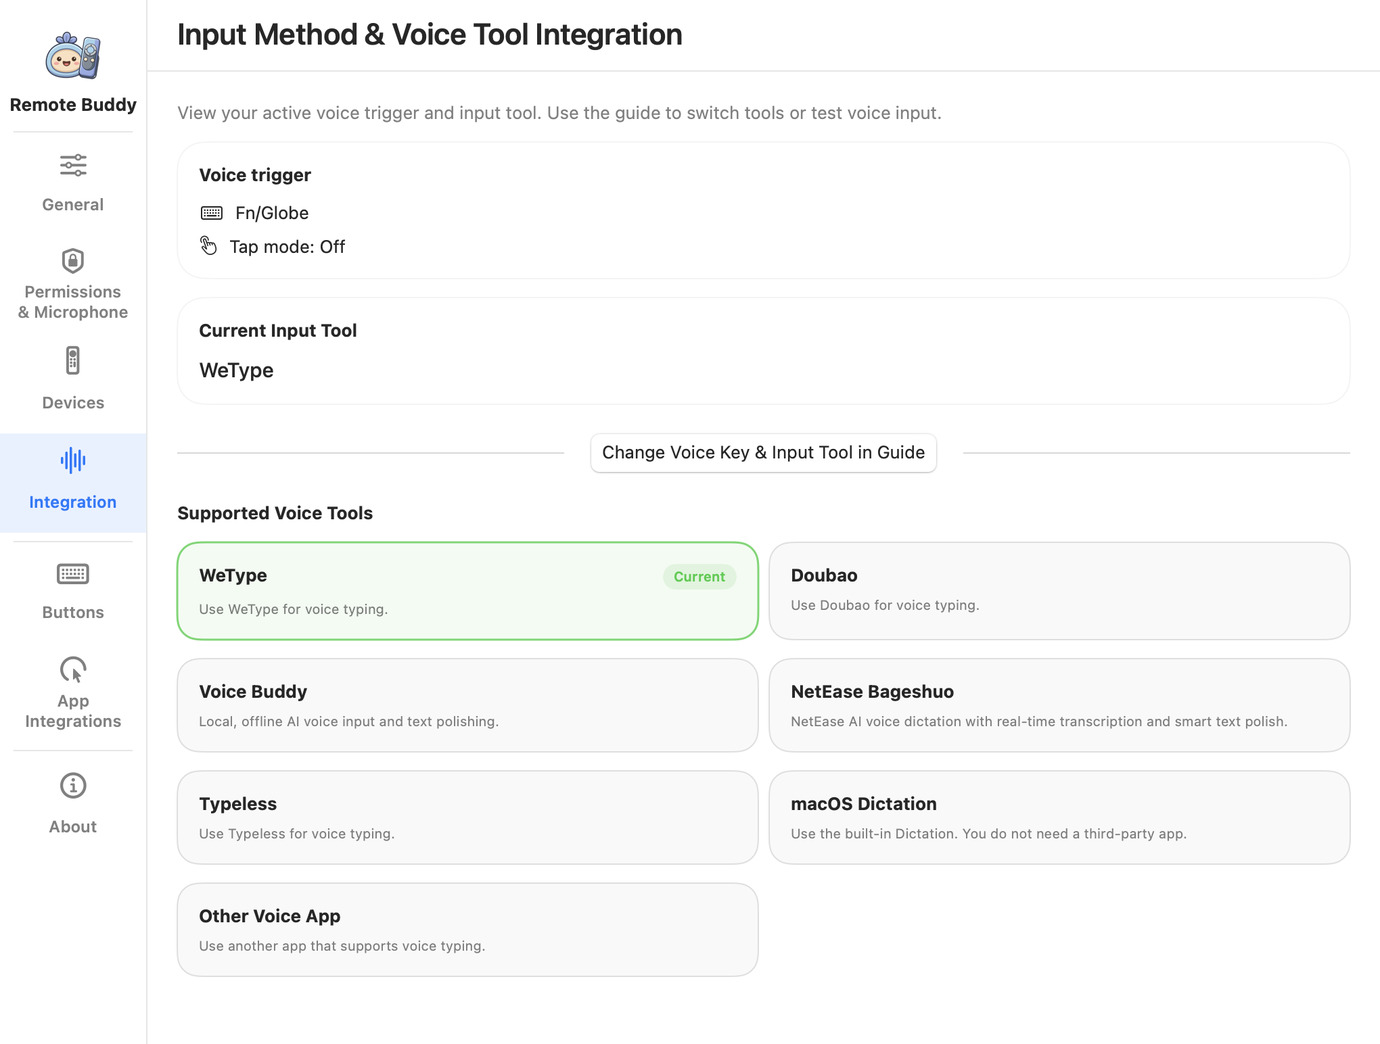 Remote Buddy
General
Permissions
& Microphone
Devices
Integration
Buttons
App
Integrations
About
Input Method & Voice Tool Integration
View your active voice trigger and input tool. Use the guide to switch tools or test voice input.
Voice trigger
Fn/Globe
Tap mode: Off
Current Input Tool
WeType
Change Voice Key & Input Tool in Guide
Supported Voice Tools
WeType
Current
Use WeType for voice typing.
Doubao
Use Doubao for voice typing.
Voice Buddy
Local, offline AI voice input and text polishing.
NetEase Bageshuo
NetEase AI voice dictation with real-time transcription and smart text polish.
Typeless
Use Typeless for voice typing.
macOS Dictation
Use the built-in Dictation. You do not need a third-party app.
Other Voice App
Use another app that supports voice typing.